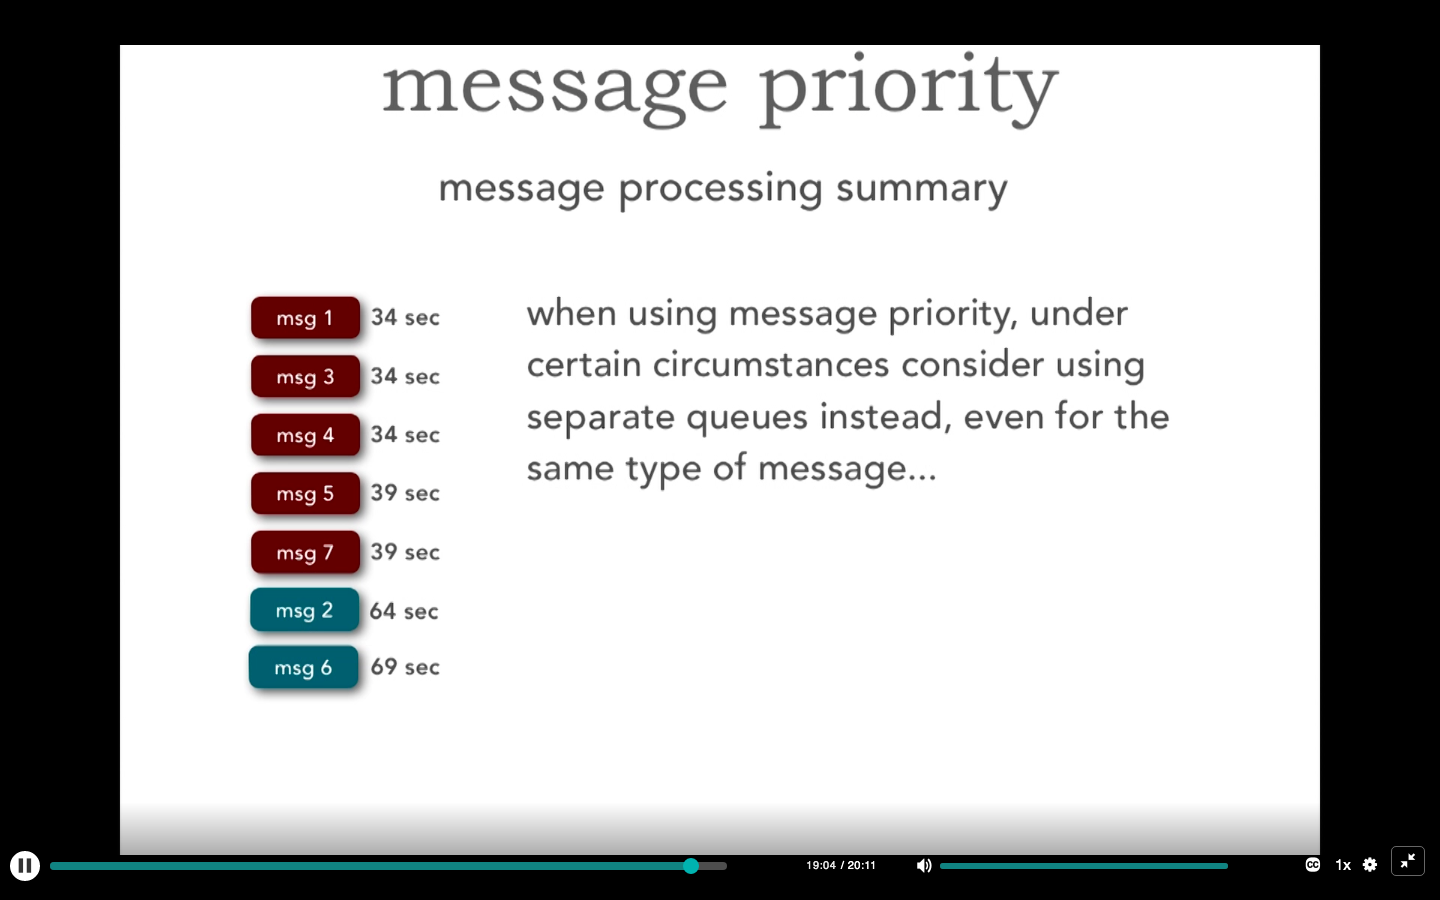 message priority
message processing summary
msg 1 34 sec
msg 3 34 sec
msg 4 34 sec
msg 5 39 sec
msg 7 39 sec
msg 2 64 sec
msg 6 69 sec
when using message priority, under
certain circumstances consider using
separate queues instead, even for the
same type of message...
19:04 / 20:11
CC
1x